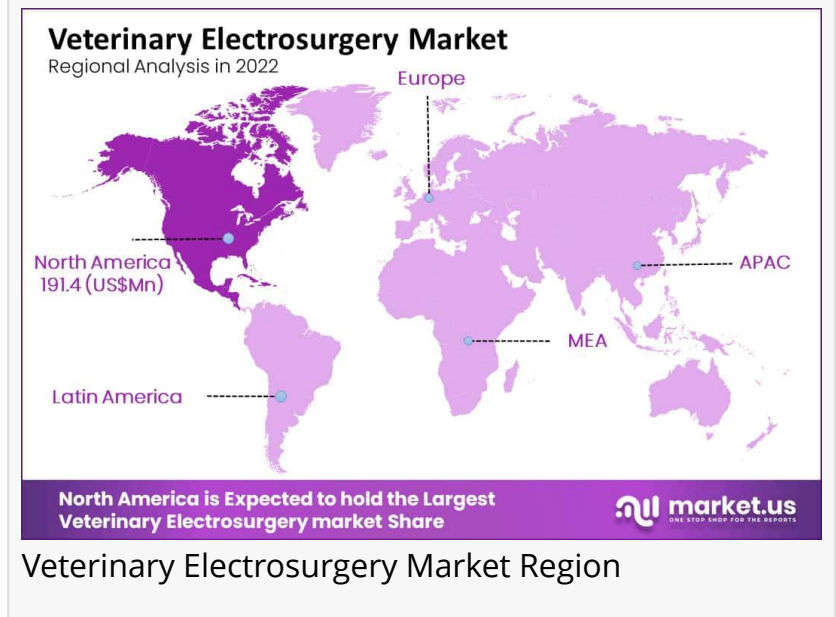 Veterinary Electrosurgery Market
Regional Analysis in 2022
Europe
North America
191.4 (US$Mn)
APAC
MEA
Latin America
North America is Expected to hold the Largest
Veterinary Electrosurgery market Share
market.us
ONE STOP SHOP FOR THE REPORTS
Veterinary Electrosurgery Market Region